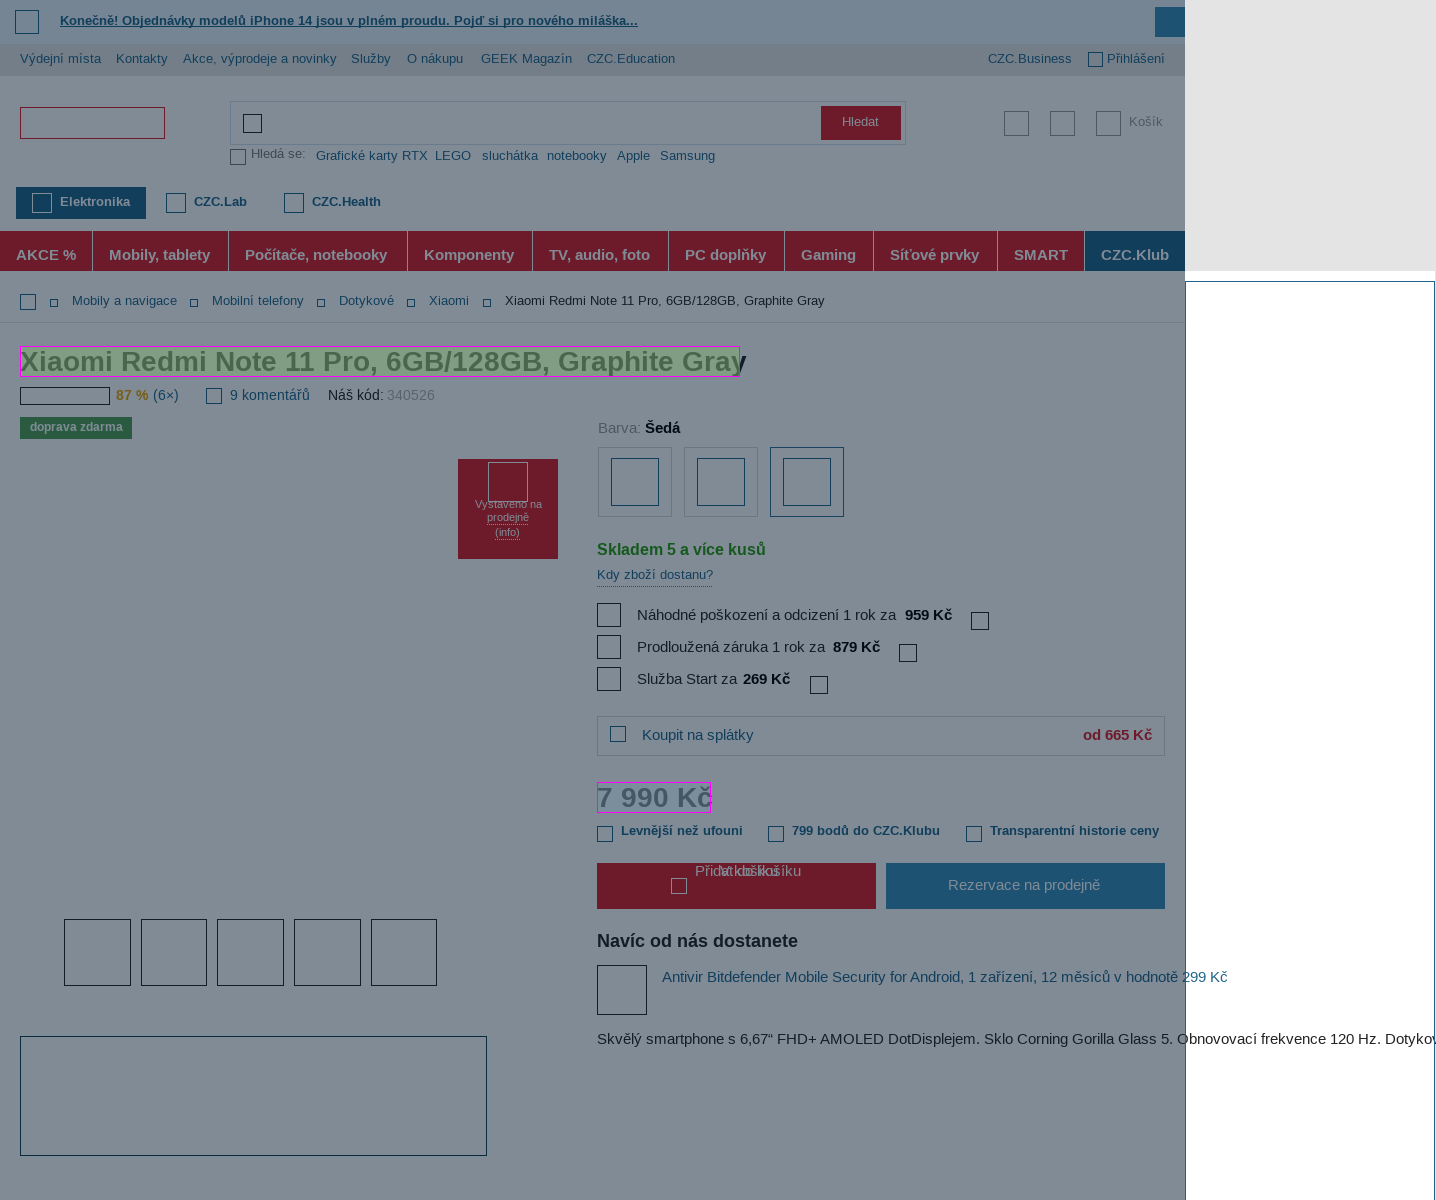 Konečně! Objednávky modelů iPhone 14 jsou v plném proudu. Pojď si pro nového miláška...
Výdejní místa Kontakty Akce, výprodeje a novinky Služby O nákupu GEEK Magazín CZC.Education CZC.Business Přihlášení
Hledat Košík
Hledá se: Grafické karty RTX LEGO sluchátka notebooky Apple Samsung
Elektronika CZC.Lab CZC.Health
AKCE % Mobily, tablety Počítače, notebooky Komponenty TV, audio, foto PC doplňky Gaming Síťové prvky SMART CZC.Klub
Mobily a navigace Mobilní telefony Dotykové Xiaomi Xiaomi Redmi Note 11 Pro, 6GB/128GB, Graphite Gray
Xiaomi Redmi Note 11 Pro, 6GB/128GB, Graphite Gray
87 % (6×) 9 komentářů Náš kód: 340526
doprava zdarma
Vystaveno na
prodejně
(info)
Barva: Šedá
Skladem 5 a více kusů
Kdy zboží dostanu?
Náhodné poškození a odcizení 1 rok za 959 Kč
Prodloužená záruka 1 rok za 879 Kč
Služba Start za 269 Kč
Koupit na splátky od 665 Kč
7 990 Kč
Levnější než ufouni 799 bodů do CZC.Klubu Transparentní historie ceny
Přidat do košíku
V košíku
Rezervace na prodejně
Navíc od nás dostanete
Antivir Bitdefender Mobile Security for Android, 1 zařízení, 12 měsíců v hodnotě 299 Kč
Skvělý smartphone s 6,67“ FHD+ AMOLED DotDisplejem. Sklo Corning Gorilla Glass 5. Obnovovací frekvence 120 Hz. Dotykov